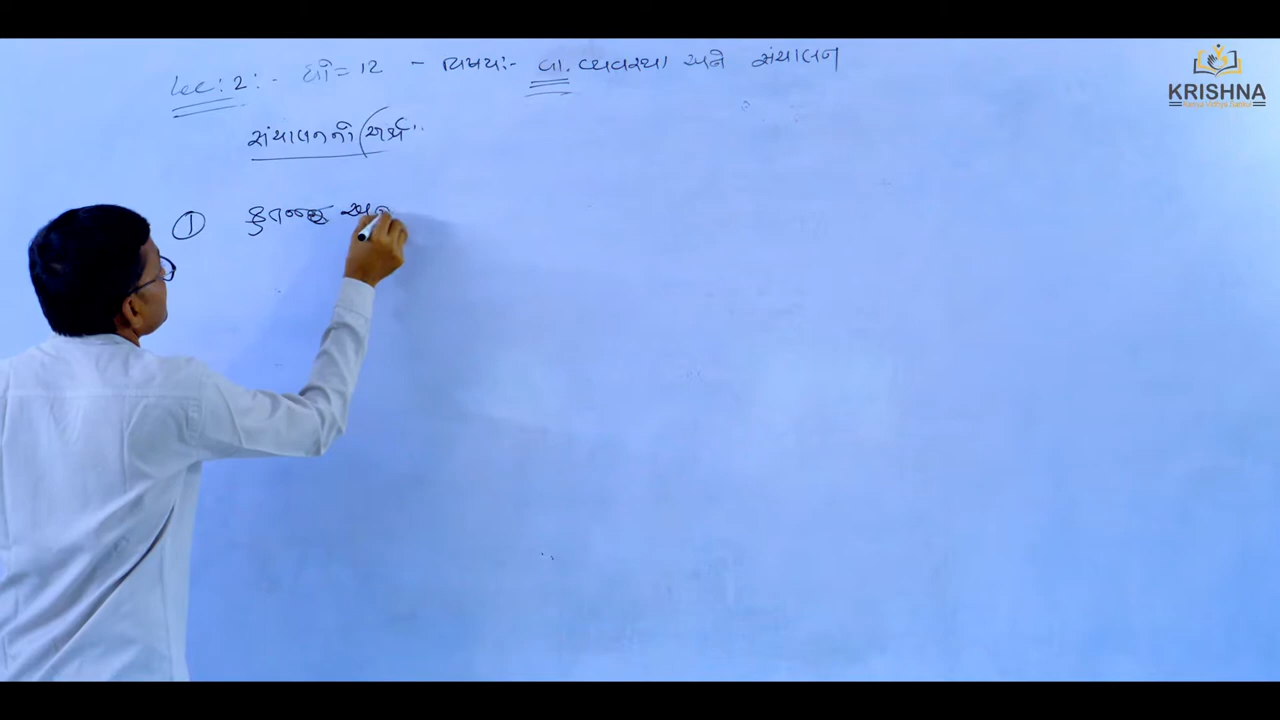 Lec: 2:- ધો = 12 - વિષય:- વા. વ્યવસ્થા અને સંચાલન
સંચાલનનો અર્થ
①
KRISHNA